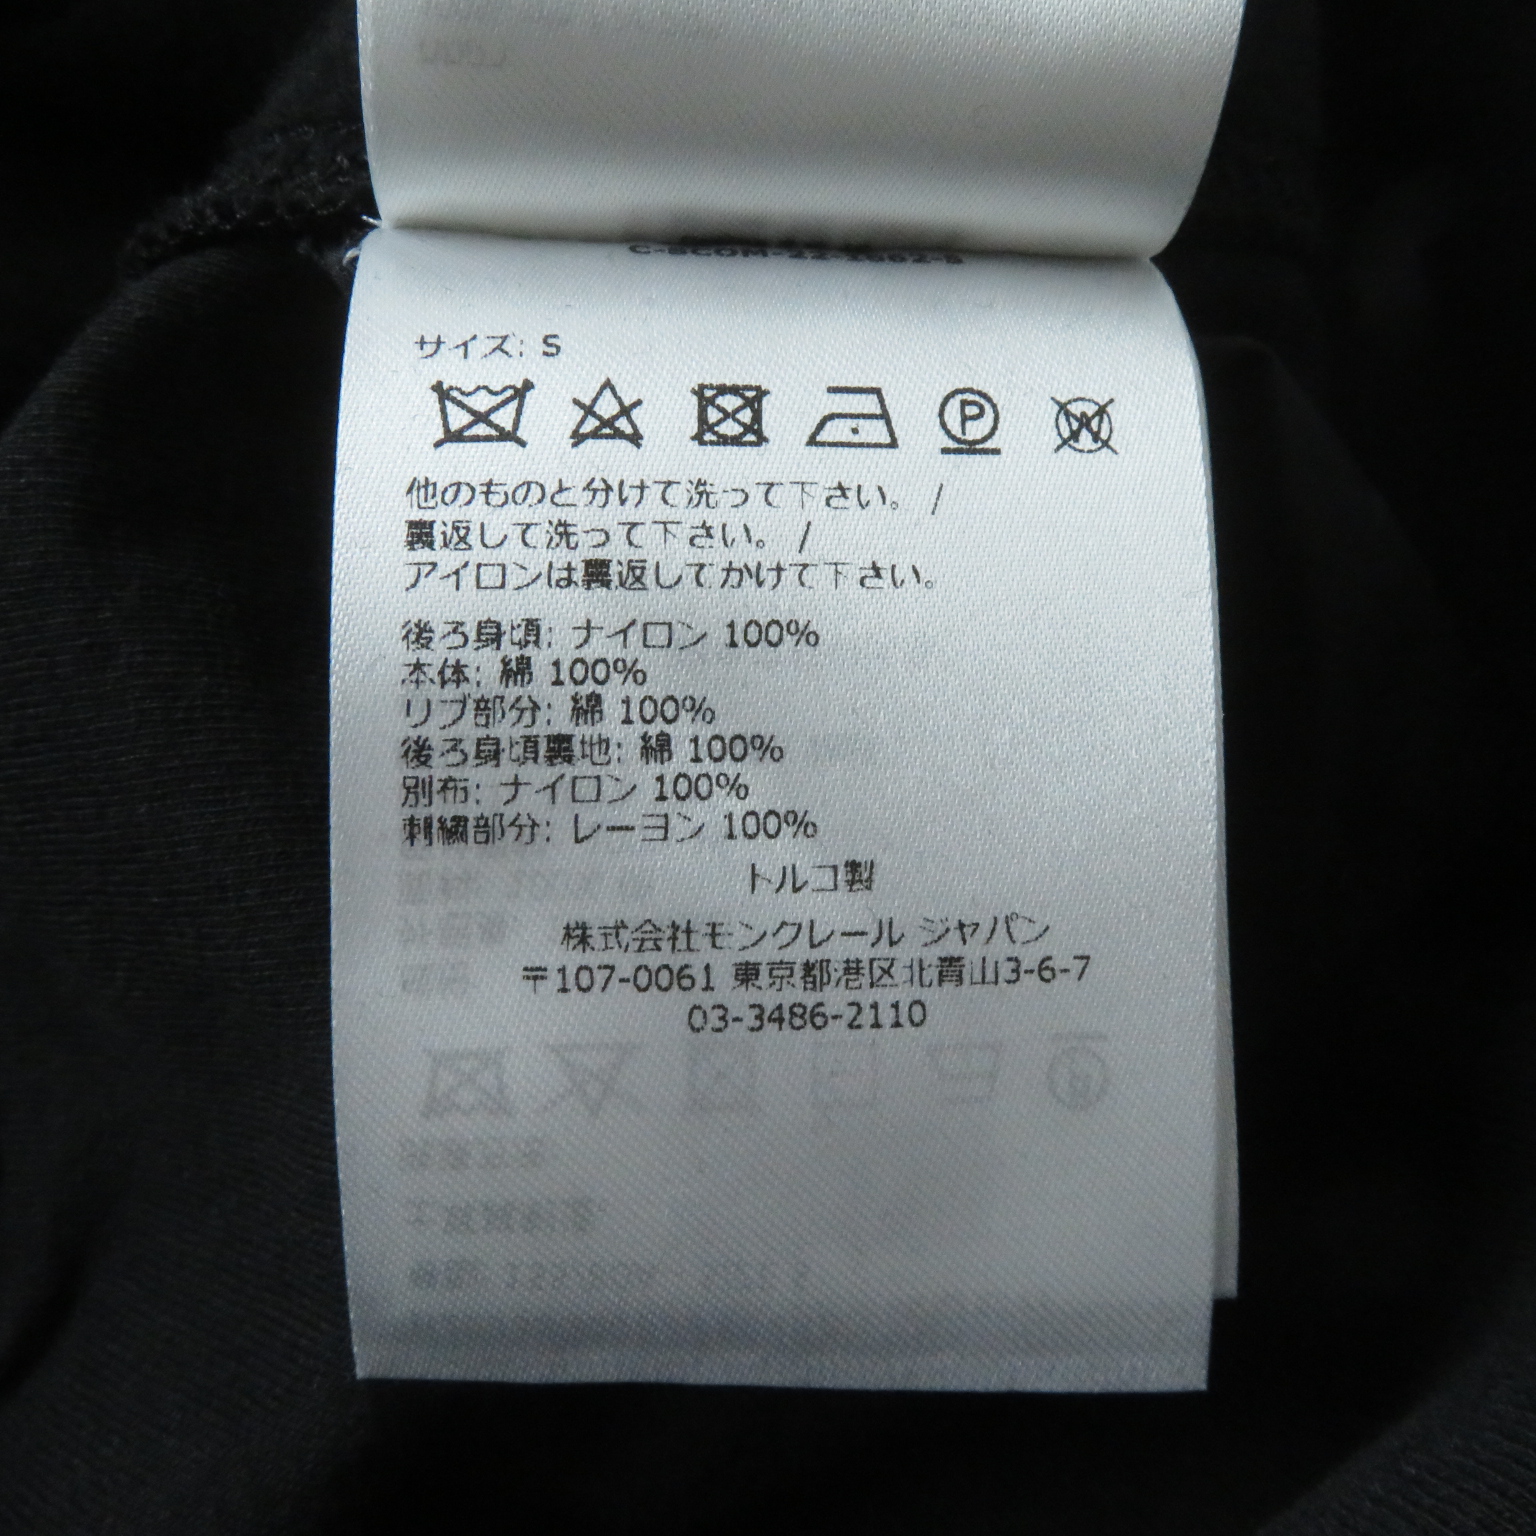 サイズ: S
P W
他のものと分けて洗って下さい。 /
裏返して洗って下さい。 /
アイロンは裏返してかけて下さい。
後ろ身頃: ナイロン 100%
本体: 綿 100%
リブ部分: 綿 100%
後ろ身頃裏地: 綿 100%
別布: ナイロン 100%
刺繍部分: レーヨン 100%
トルコ製
株式会社モンクレール ジャパン
〒107-0061 東京都港区北青山3-6-7
03-3486-2110